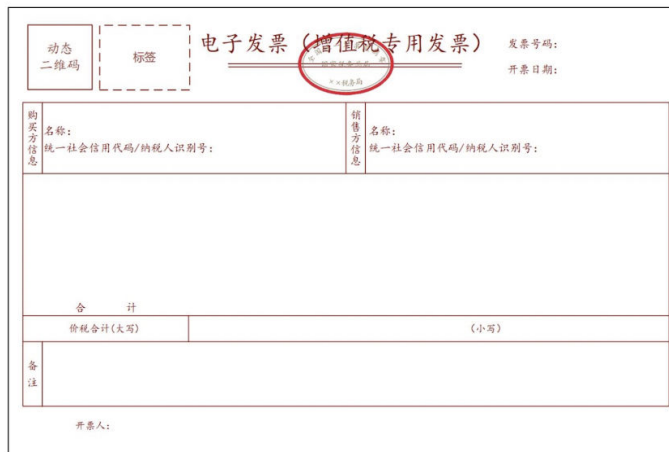 动态
二维码
标签
电子发票（增值税专用发票）
发票号码：
开票日期：
税务局
购买方信息
名称：
统一社会信用代码/纳税人识别号：
销售方信息
名称：
统一社会信用代码/纳税人识别号：
合 计
价税合计(大写)
(小写)
备注
开票人：